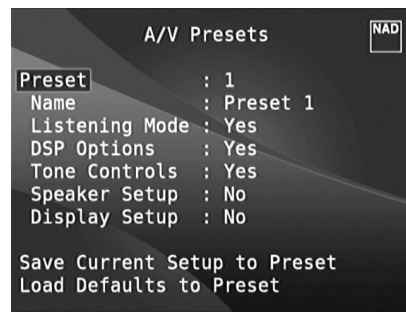 A/V Presets
NAD
Preset : 1
Name : Preset 1
Listening Mode : Yes
DSP Options : Yes
Tone Controls : Yes
Speaker Setup : No
Display Setup : No
Save Current Setup to Preset
Load Defaults to Preset